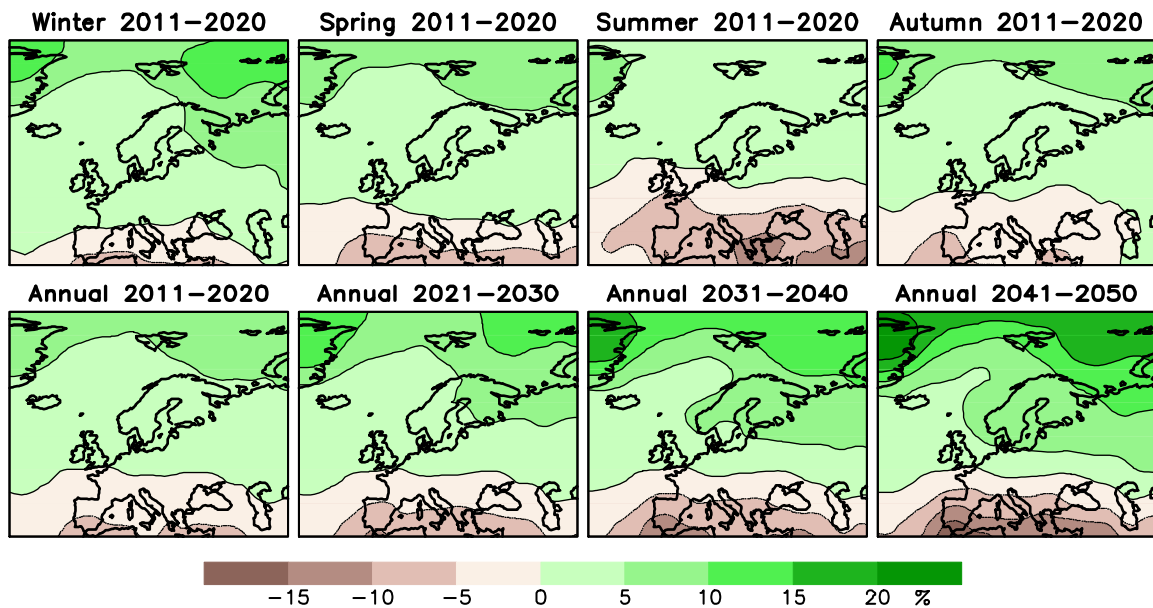 Winter 2011−2020 Spring 2011−2020 Summer 2011−2020 Autumn 2011−2020
Annual 2011−2020 Annual 2021−2030 Annual 2031−2040 Annual 2041−2050
−15 −10 −5 0 5 10 15 20 %